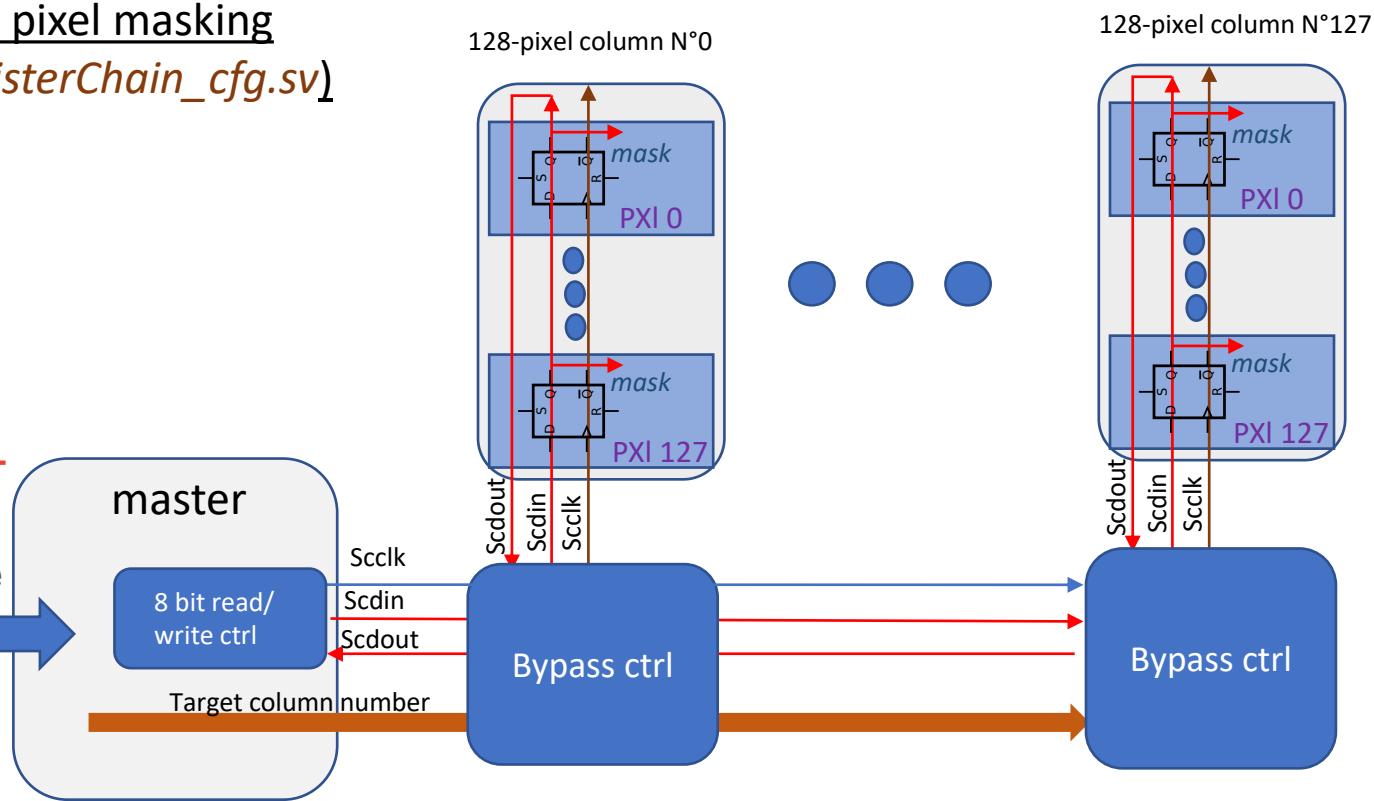 pixel masking
isterChain_cfg.sv)
128-pixel column N°0
128-pixel column N°127
Q
Q
mask
S
R
D
PXl 0
Q
Q
mask
S
R
D
PXl 0
Q
Q
mask
S
R
D
PXl 127
Q
Q
mask
S
R
D
PXl 127
Scdout
Scdin
Scclk
Scdout
Scdin
Scclk
master
8 bit read/
write ctrl
Scclk
Scdin
Scdout
Target column number
Bypass ctrl
Bypass ctrl